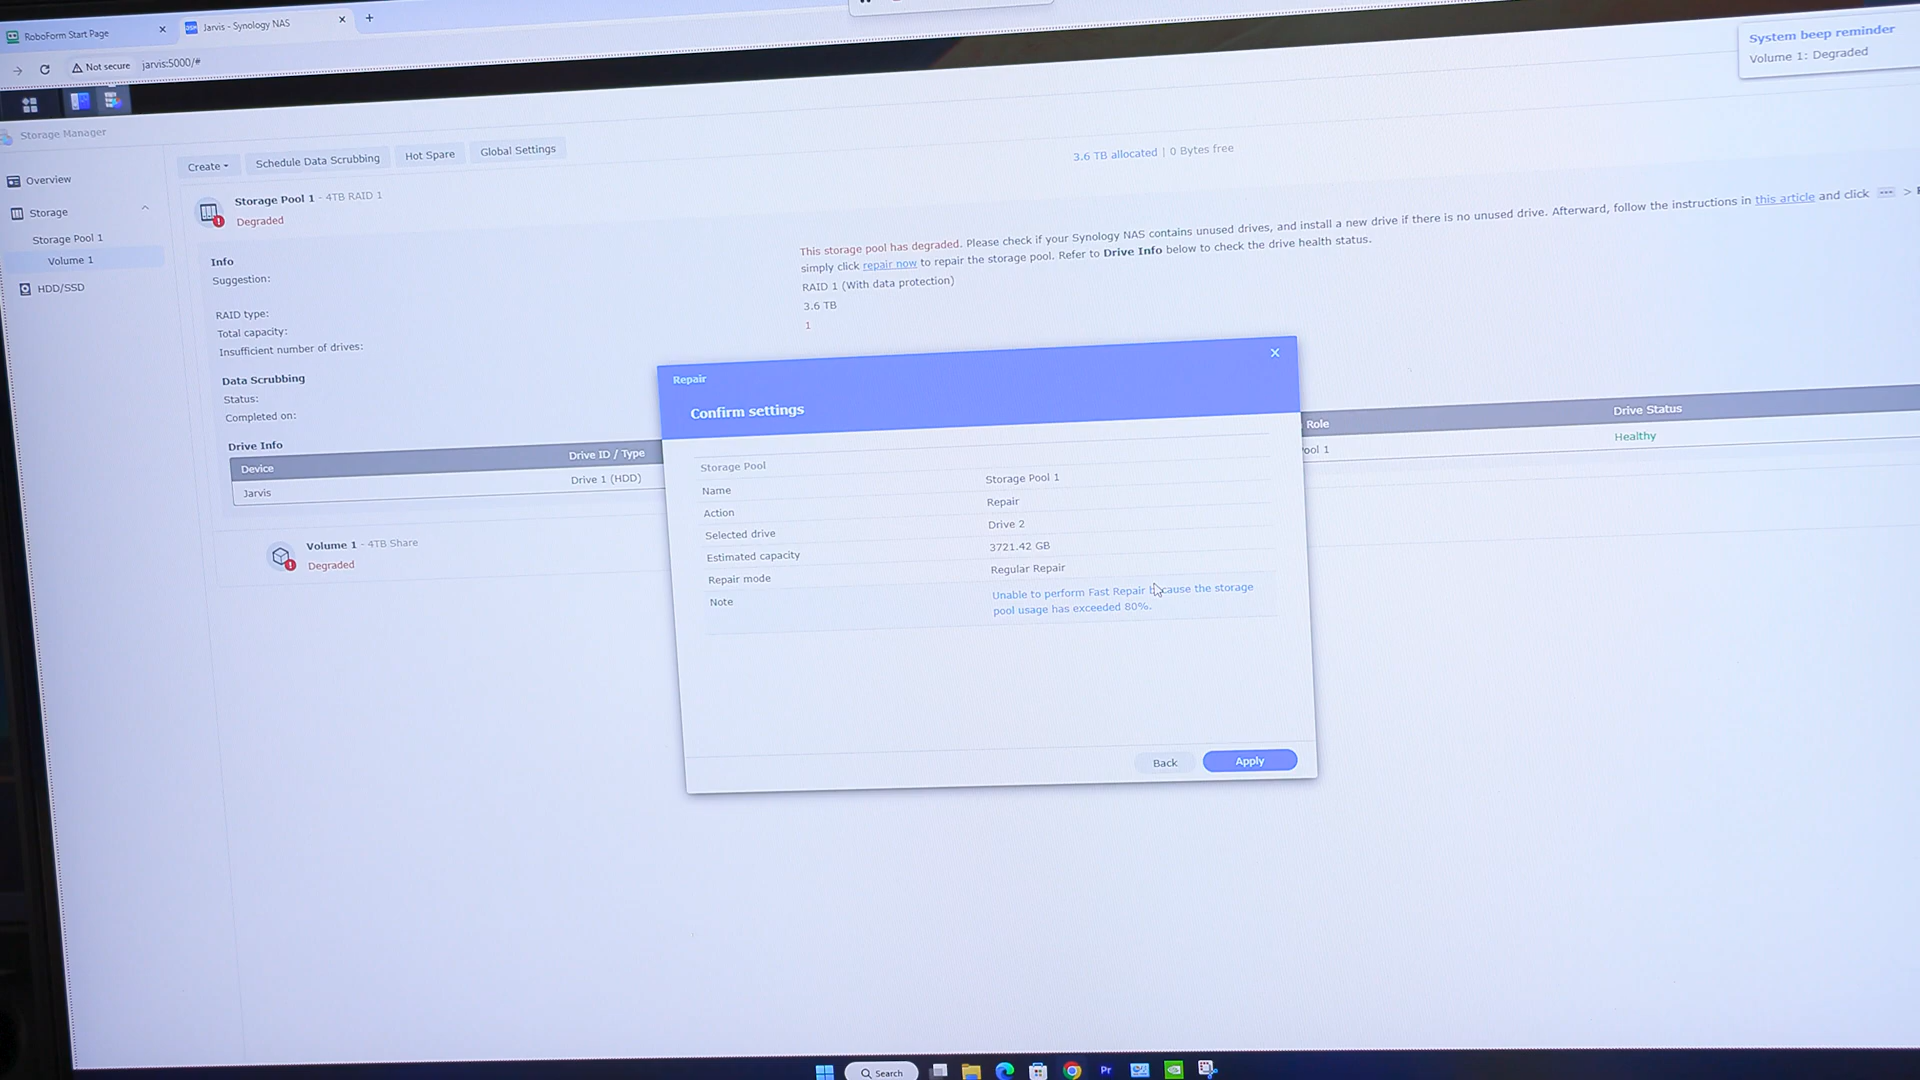 RoboForm Start Page
Jarvis - Synology NAS
Not secure
jarvis:5000/#
System beep reminder
Volume 1: Degraded
Storage Manager
Overview
Storage
Storage Pool 1
Volume 1
HDD/SSD
Create
Schedule Data Scrubbing
Hot Spare
Global Settings
3.6 TB allocated | 0 Bytes free
Storage Pool 1 - 4TB RAID 1
Degraded
Info
Suggestion:
This storage pool has degraded. Please check if your Synology NAS contains unused drives, and install a new drive if there is no unused drive. Afterward, follow the instructions in this article and click ··· >
simply click repair now to repair the storage pool. Refer to Drive Info below to check the drive health status.
RAID type:
RAID 1 (With data protection)
Total capacity:
3.6 TB
Insufficient number of drives:
1
Data Scrubbing
Status:
Completed on:
Drive Info
Device
Drive ID / Type
Role
Drive Status
Jarvis
Drive 1 (HDD)
ool 1
Healthy
Volume 1 - 4TB Share
Degraded
Repair
Confirm settings
Storage Pool
Name
Storage Pool 1
Action
Repair
Selected drive
Drive 2
Estimated capacity
3721.42 GB
Repair mode
Regular Repair
Note
Unable to perform Fast Repair because the storage
pool usage has exceeded 80%.
Back
Apply
Search
Pr